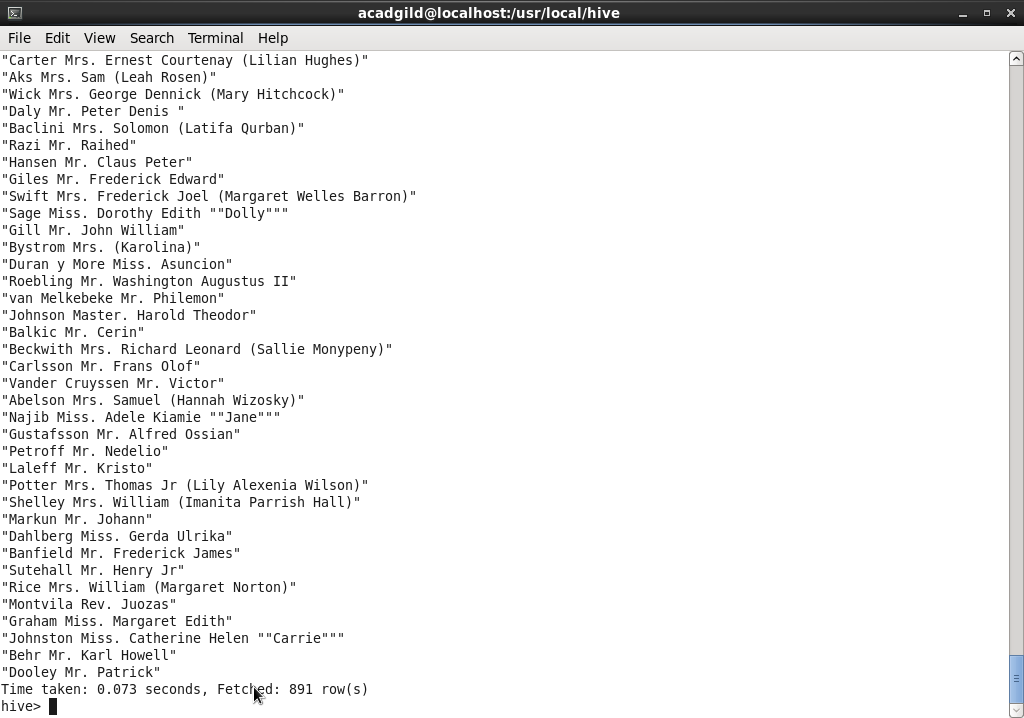 acadgild@localhost:/usr/local/hive
File Edit View Search Terminal Help
"Carter Mrs. Ernest Courtenay (Lilian Hughes)"
"Aks Mrs. Sam (Leah Rosen)"
"Wick Mrs. George Dennick (Mary Hitchcock)"
"Daly Mr. Peter Denis "
"Baclini Mrs. Solomon (Latifa Qurban)"
"Razi Mr. Raihed"
"Hansen Mr. Claus Peter"
"Giles Mr. Frederick Edward"
"Swift Mrs. Frederick Joel (Margaret Welles Barron)"
"Sage Miss. Dorothy Edith ""Dolly"""
"Gill Mr. John William"
"Bystrom Mrs. (Karolina)"
"Duran y More Miss. Asuncion"
"Roebling Mr. Washington Augustus II"
"van Melkebeke Mr. Philemon"
"Johnson Master. Harold Theodor"
"Balkic Mr. Cerin"
"Beckwith Mrs. Richard Leonard (Sallie Monypeny)"
"Carlsson Mr. Frans Olof"
"Vander Cruyssen Mr. Victor"
"Abelson Mrs. Samuel (Hannah Wizosky)"
"Najib Miss. Adele Kiamie ""Jane"""
"Gustafsson Mr. Alfred Ossian"
"Petroff Mr. Nedelio"
"Laleff Mr. Kristo"
"Potter Mrs. Thomas Jr (Lily Alexenia Wilson)"
"Shelley Mrs. William (Imanita Parrish Hall)"
"Markun Mr. Johann"
"Dahlberg Miss. Gerda Ulrika"
"Banfield Mr. Frederick James"
"Sutehall Mr. Henry Jr"
"Rice Mrs. William (Margaret Norton)"
"Montvila Rev. Juozas"
"Graham Miss. Margaret Edith"
"Johnston Miss. Catherine Helen ""Carrie"""
"Behr Mr. Karl Howell"
"Dooley Mr. Patrick"
Time taken: 0.073 seconds, Fetched: 891 row(s)
hive>